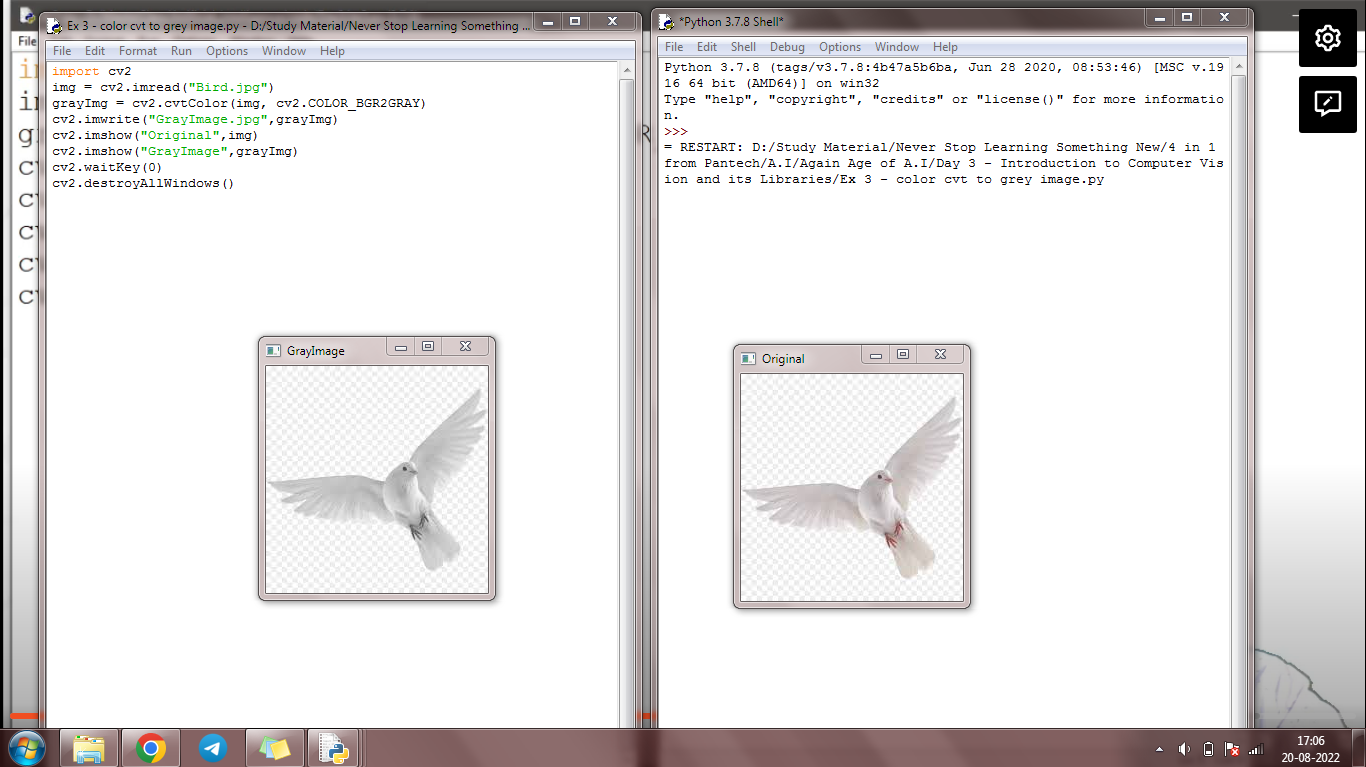 Ex 3 - color cvt to grey image.py - D:/Study Material/Never Stop Learning Something ...
File Edit Format Run Options Window Help
import cv2
img = cv2.imread("Bird.jpg")
grayImg = cv2.cvtColor(img, cv2.COLOR_BGR2GRAY)
cv2.imwrite("GrayImage.jpg",grayImg)
cv2.imshow("Original",img)
cv2.imshow("GrayImage",grayImg)
cv2.waitKey(0)
cv2.destroyAllWindows()
*Python 3.7.8 Shell*
File Edit Shell Debug Options Window Help
Python 3.7.8 (tags/v3.7.8:4b47a5b6ba, Jun 28 2020, 08:53:46) [MSC v.19
16 64 bit (AMD64)] on win32
Type "help", "copyright", "credits" or "license()" for more informatio
n.
>>>
= RESTART: D:/Study Material/Never Stop Learning Something New/4 in 1
from Pantech/A.I/Again Age of A.I/Day 3 - Introduction to Computer Vis
ion and its Libraries/Ex 3 - color cvt to grey image.py
GrayImage
Original
File
17:06
20-08-2022